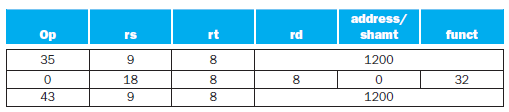 Op rs rt rd address/ shamt funct
35 9 8 1200
0 18 8 8 0 32
43 9 8 1200